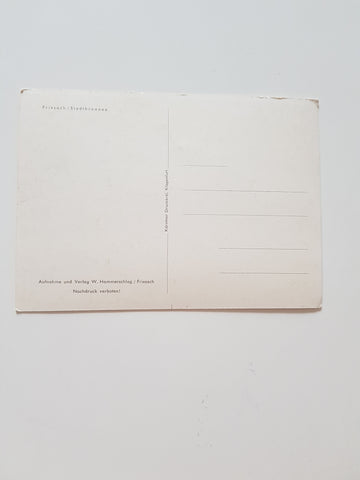 Friesach / Stadtbrunnen
Kärntner Druckerei, Klagenfurt
Aufnahme und Verlag W. Hammerschlag / Friesach
Nachdruck verboten!